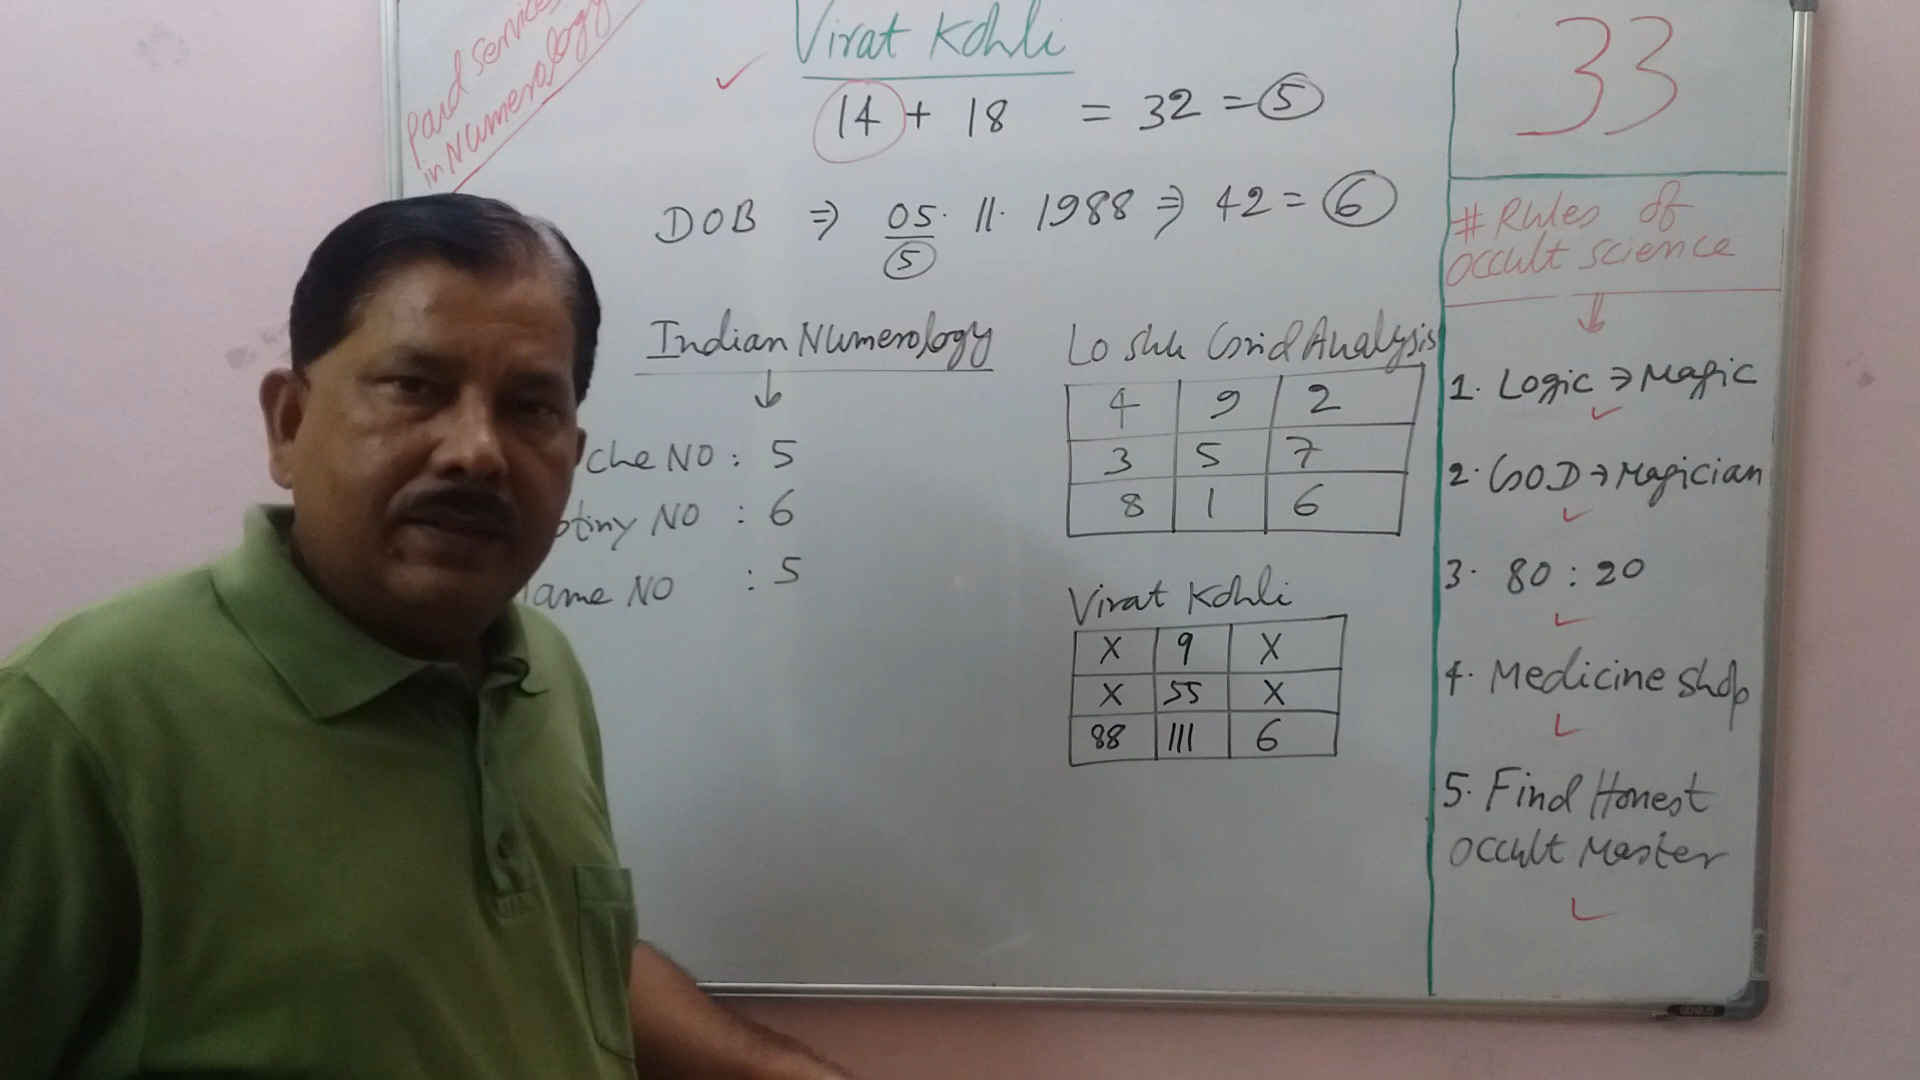 Paid Services
in Numerology
Virat Kohli
14 + 18 = 32 = 5
DOB ⇒ 05. 11. 1988 ⇒ 42 = 6
5
Indian Numerology
↓
che NO : 5
tiny NO : 6
ame NO : 5
Lo Shu Grid Analysis
4 9 2
3 5 7
8 1 6
Virat Kohli
X 9 X
X 55 X
88 111 6
33
# Rules of
occult science
1. Logic → Magic
2. GOD → Magician
3. 80 : 20
4. Medicine Shop
5. Find Honest
occult Master